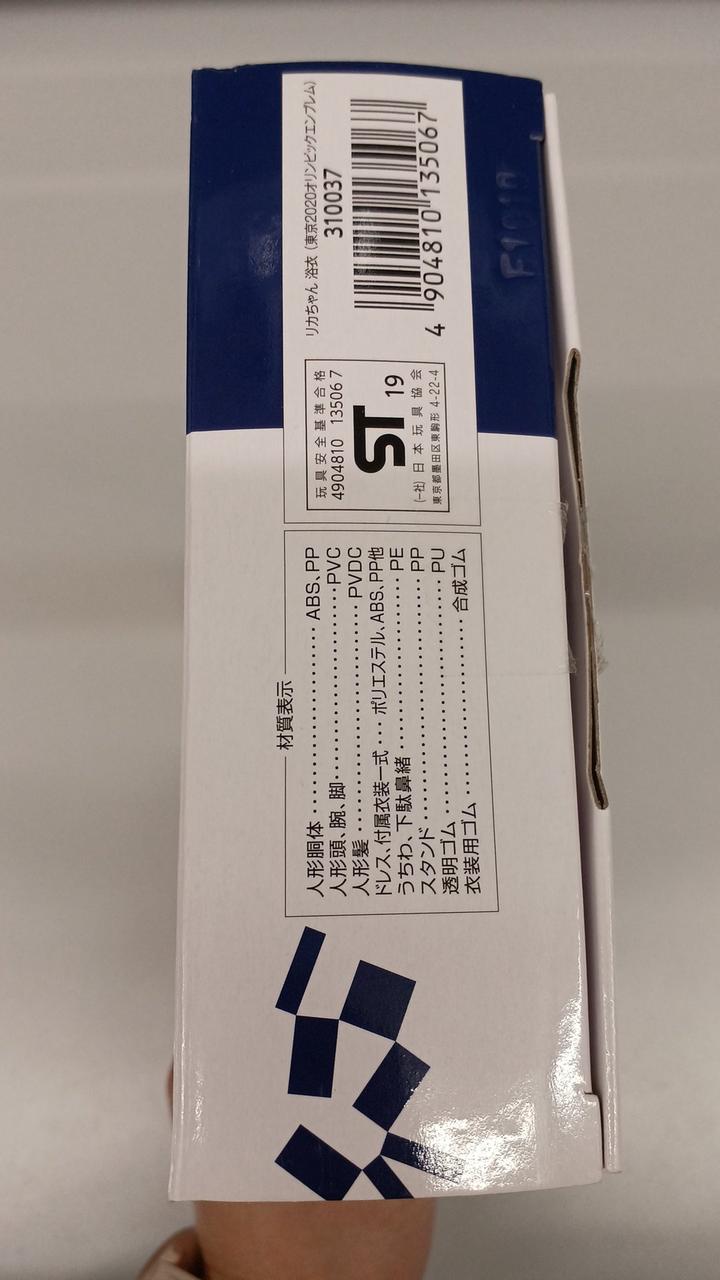 リカちゃん 浴衣 (東京2020オリンピックエンブレム)
310037
4 904810 135067
玩具安全基準合格
4904810 13506 7
ST 19
(一社) 日本玩具協会
東京都墨田区東駒形 4-22-4
材質表示
人形胴体 ABS、PP
人形頭、腕、脚 PVC
人形髪 PVDC
ドレス、付属衣装一式 ポリエステル、ABS、PP他
うちわ、下駄鼻緒 PE
スタンド PP
透明ゴム PU
衣装用ゴム 合成ゴム